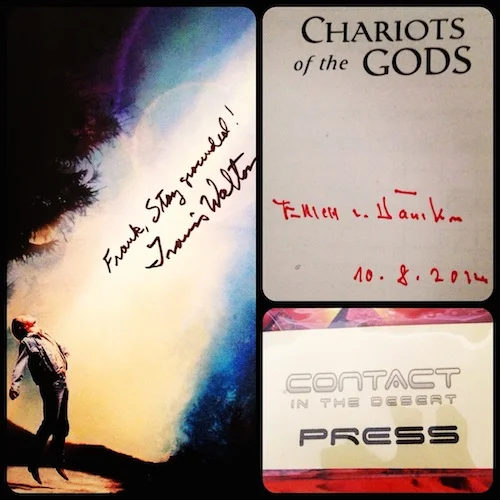 Frank, Stay grounded!
Travis Walton
CHARIOTS
of the GODS
Erich v. Däniken
10.8.2014
CONTACT
IN THE DESERT
PRESS